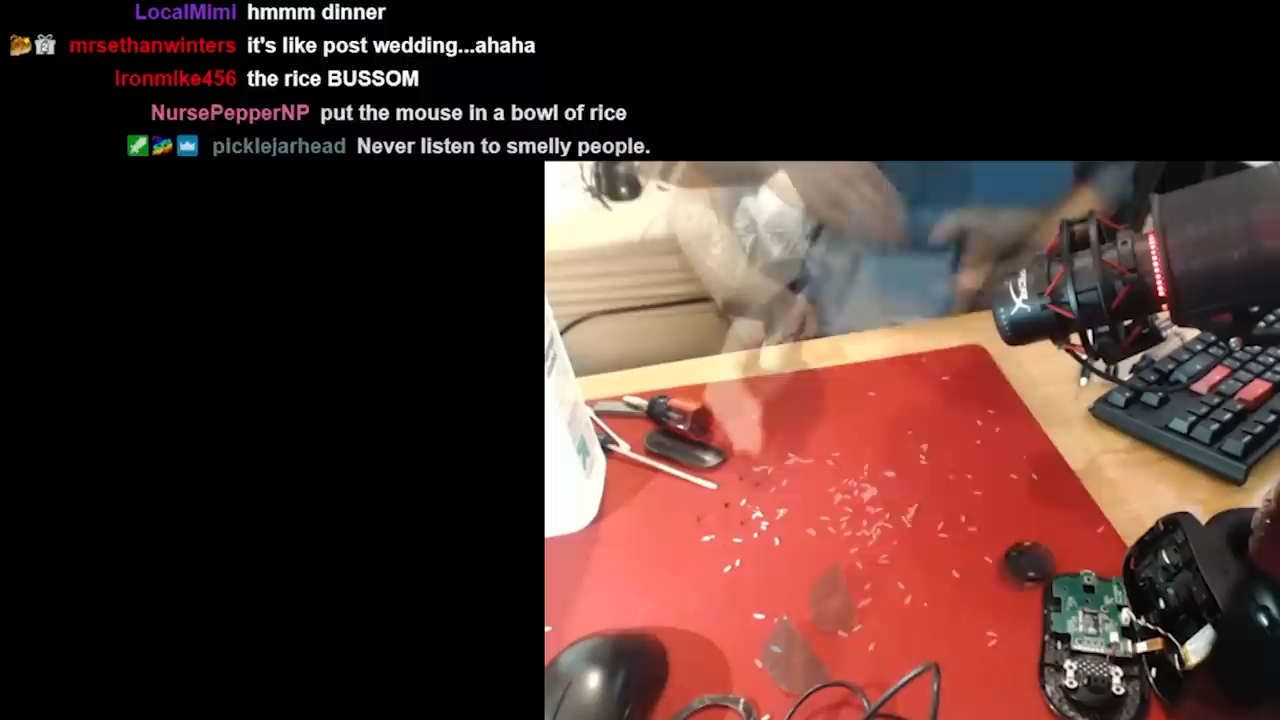 LocalMimi hmmm dinner
mrsethanwinters it's like post wedding...ahaha
Ironmike456 the rice BUSSOM
NursePepperNP put the mouse in a bowl of rice
picklejarhead Never listen to smelly people.